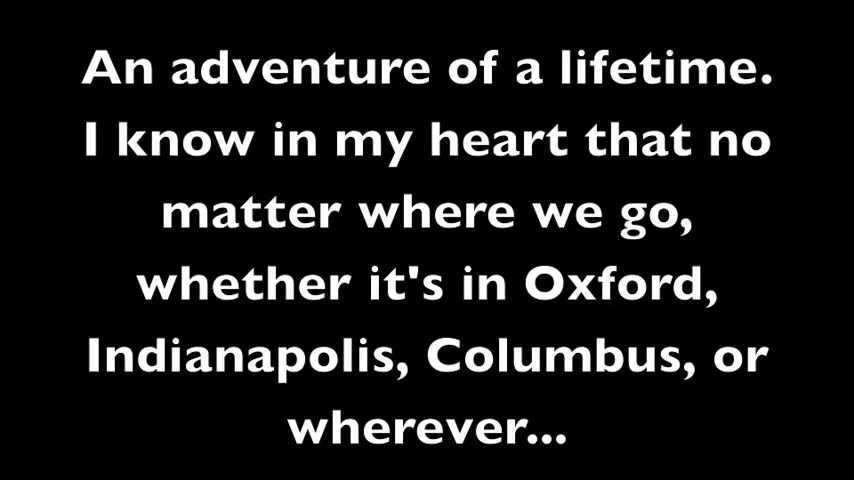 An adventure of a lifetime.
I know in my heart that no
matter where we go,
whether it's in Oxford,
Indianapolis, Columbus, or
wherever...